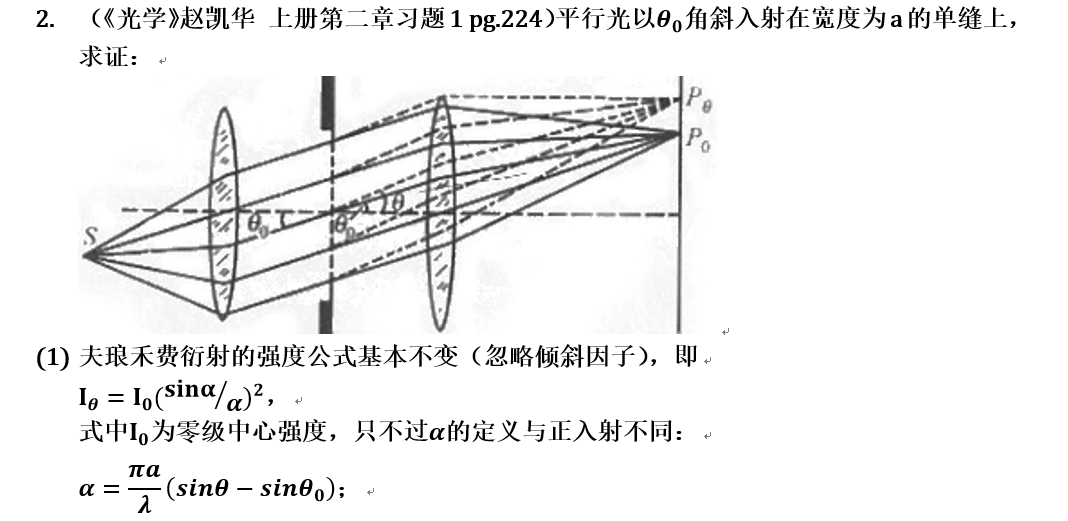 2. （《光学》赵凯华 上册第二章习题 1 pg.224）平行光以θ₀角斜入射在宽度为 a 的单缝上，
求证：
P_θ
P₀
S
θ₀
θ₀
θ
(1) 夫琅禾费衍射的强度公式基本不变（忽略倾斜因子），即
I_θ = I₀(sinα/α)²，
式中I₀为零级中心强度，只不过α的定义与正入射不同：
α = πa/λ (sinθ − sinθ₀)；